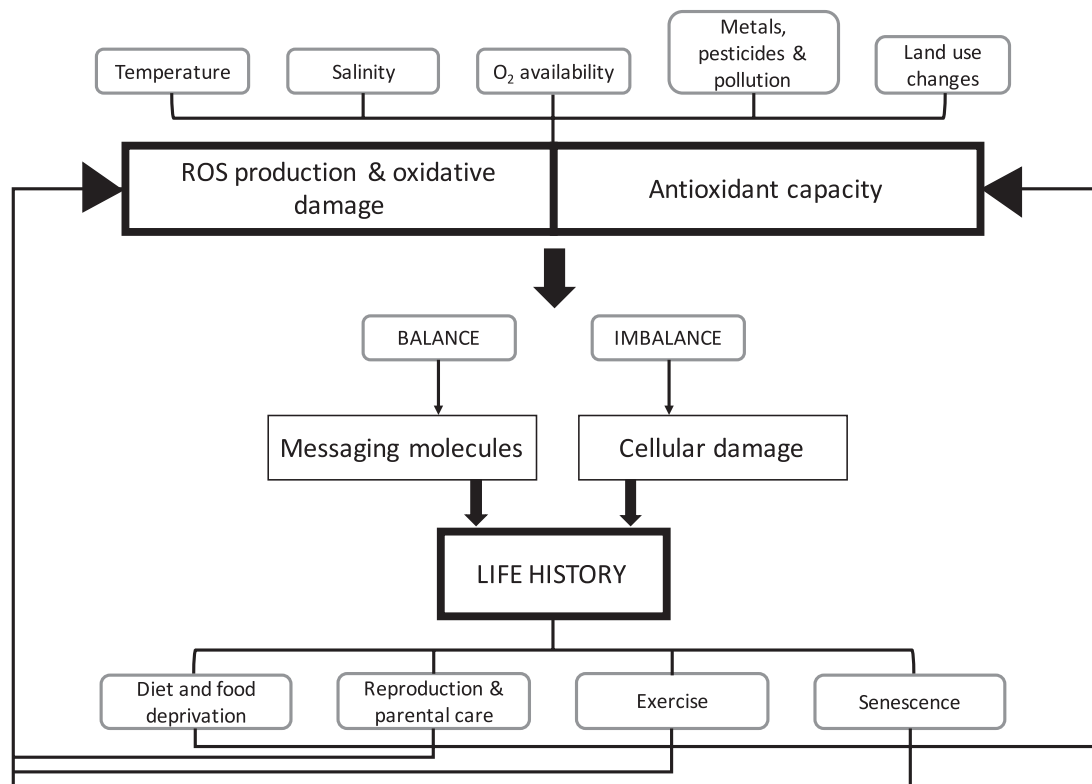 Temperature
Salinity
O₂ availability
Metals,
pesticides &
pollution
Land use
changes
ROS production & oxidative
damage
Antioxidant capacity
BALANCE
IMBALANCE
Messaging molecules
Cellular damage
LIFE HISTORY
Diet and food
deprivation
Reproduction &
parental care
Exercise
Senescence